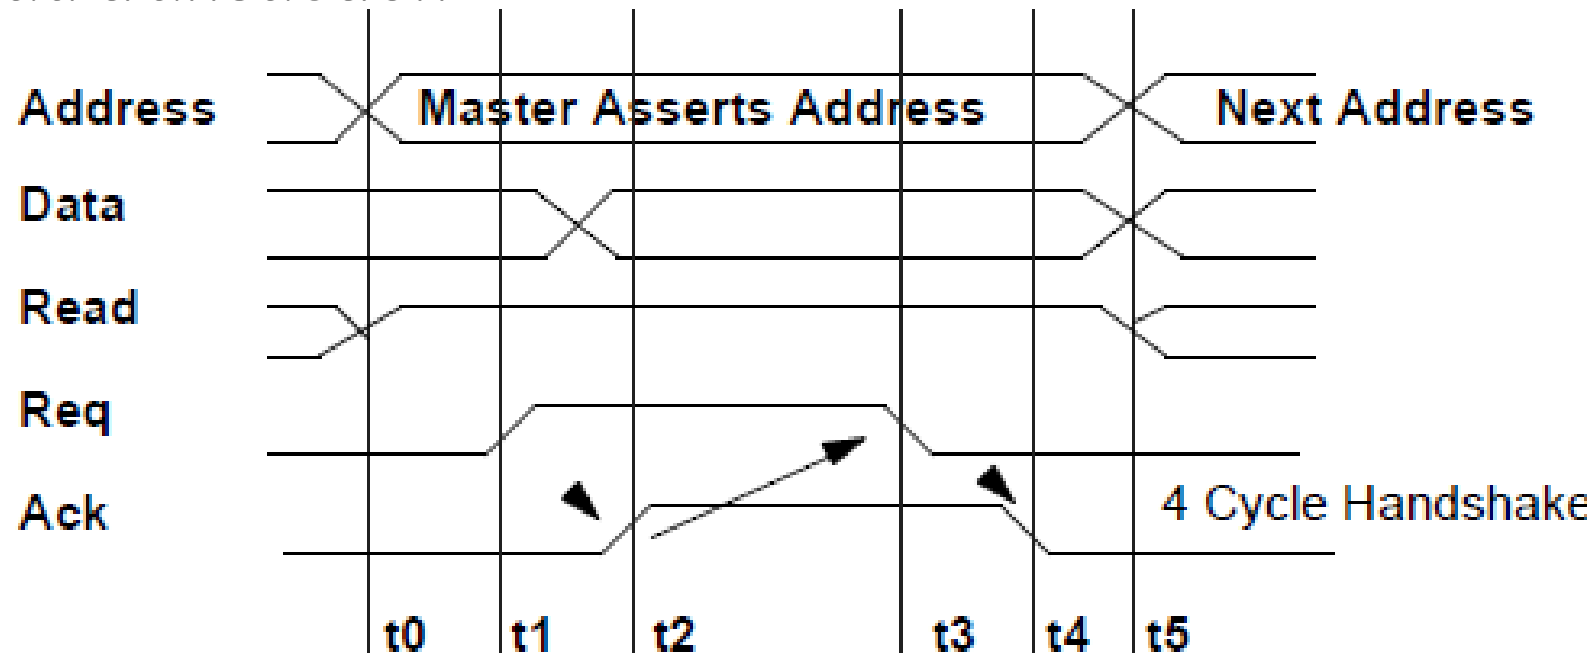 Address Master Asserts Address Next Address
Data
Read
Req
Ack 4 Cycle Handshake
t0 t1 t2 t3 t4 t5